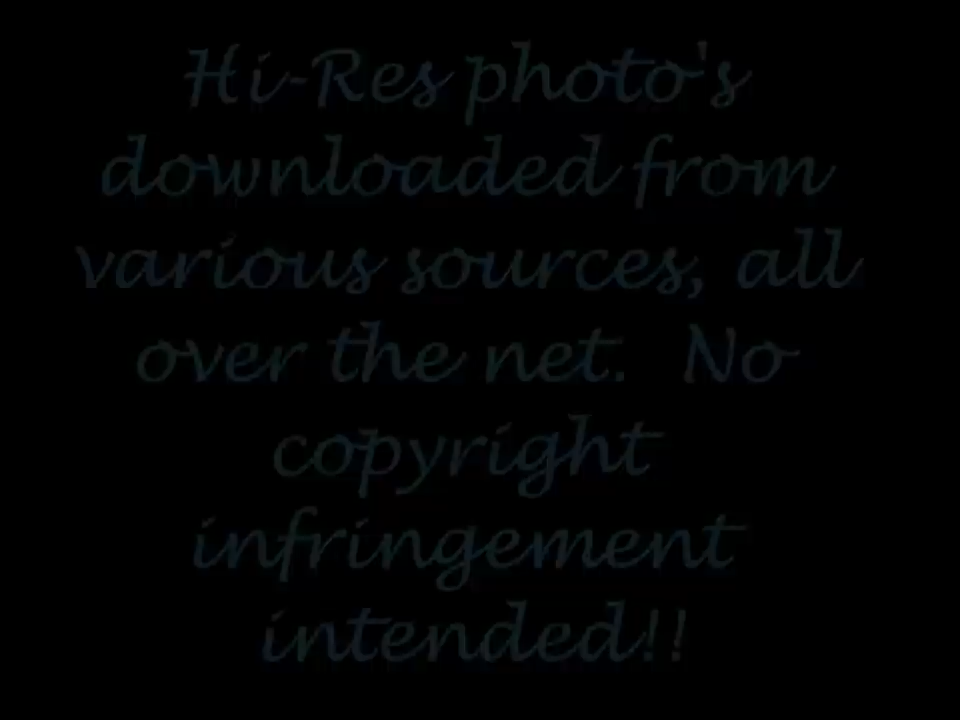 Hi-Res photo's
downloaded from
various sources, all
over the net. No
copyright
infringement
intended!!